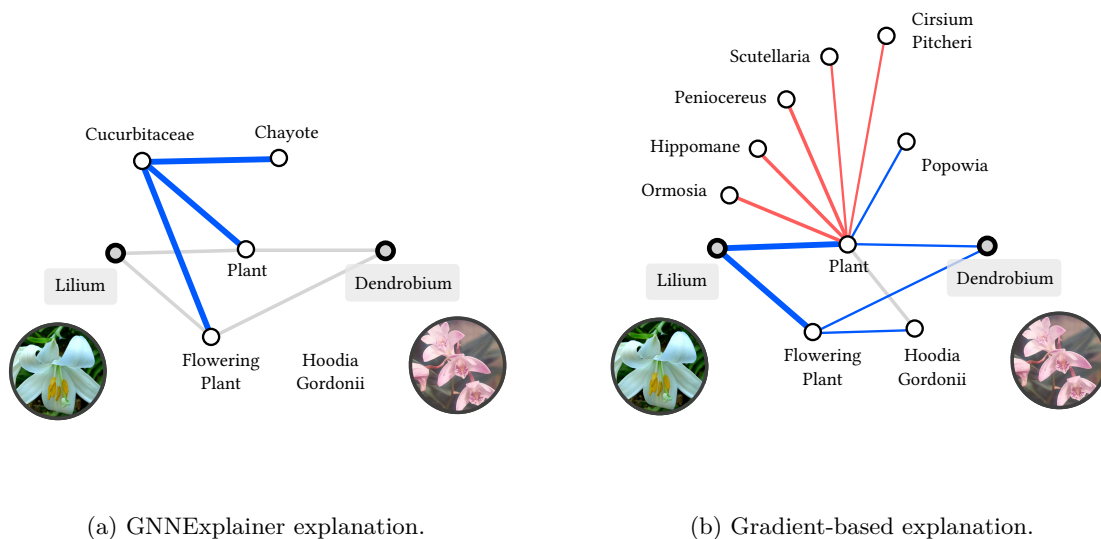 Cucurbitaceae
Chayote
Plant
Lilium
Dendrobium
Flowering
Plant
Hoodia
Gordonii
(a) GNNExplainer explanation.
Cirsium
Pitcheri
Scutellaria
Peniocereus
Hippomane
Popowia
Ormosia
Plant
Lilium
Dendrobium
Flowering
Plant
Hoodia
Gordonii
(b) Gradient-based explanation.